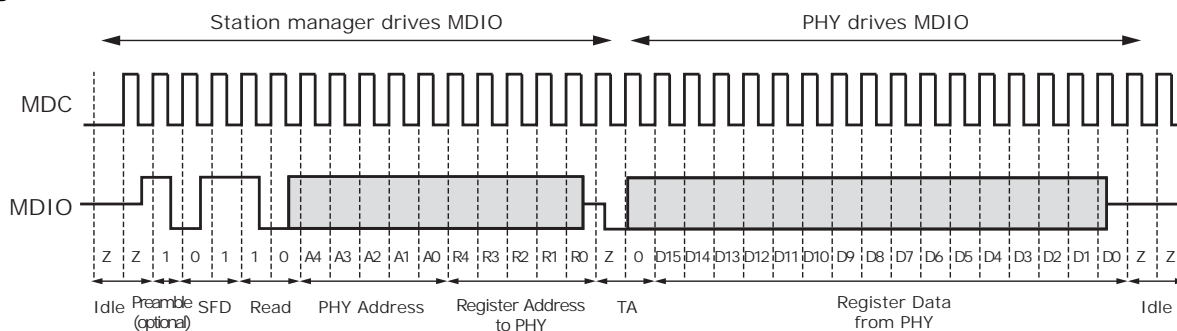 Station manager drives MDIO PHY drives MDIO
MDC
MDIO
Z Z 1 0 1 1 0 A4 A3 A2 A1 A0 R4 R3 R2 R1 R0 Z 0 D15 D14 D13 D12 D11 D10 D9 D8 D7 D6 D5 D4 D3 D2 D1 D0 Z Z
Idle Preamble (optional) SFD Read PHY Address Register Address to PHY TA Register Data from PHY Idle